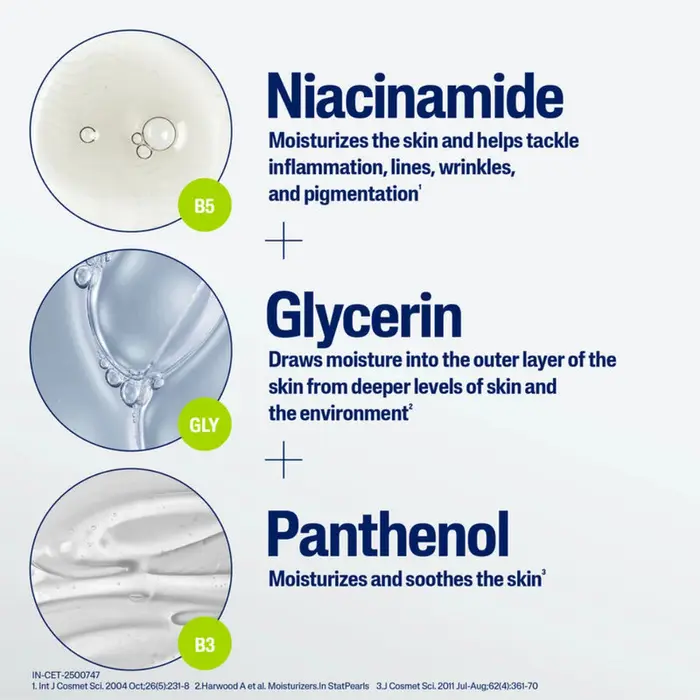 Niacinamide
Moisturizes the skin and helps tackle
inflammation, lines, wrinkles,
and pigmentation¹
B5
+
Glycerin
Draws moisture into the outer layer of the
skin from deeper levels of skin and
the environment²
GLY
+
Panthenol
Moisturizes and soothes the skin³
B3
IN-CET-2500747
1. Int J Cosmet Sci. 2004 Oct;26(5):231-8 2.Harwood A et al. Moisturizers.In StatPearls 3.J Cosmet Sci. 2011 Jul-Aug;62(4):361-70